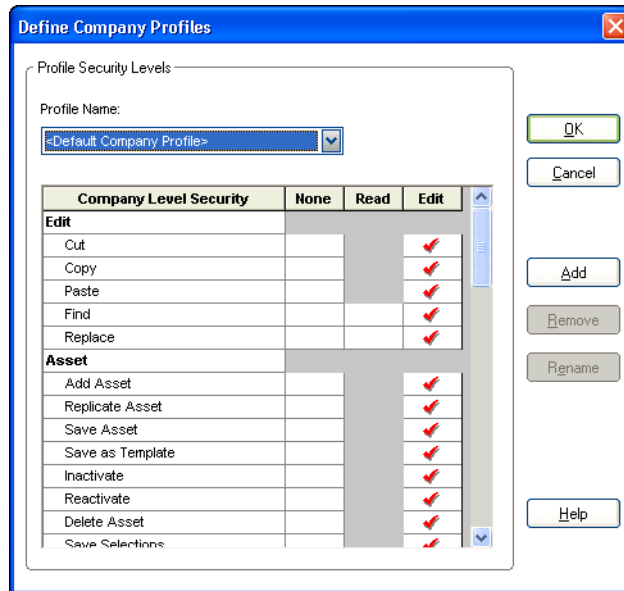 Define Company Profiles
Profile Security Levels
Profile Name:
<Default Company Profile>
OK
Cancel
Company Level Security None Read Edit
Edit
Cut
Copy
Paste
Find
Replace
Asset
Add Asset
Replicate Asset
Save Asset
Save as Template
Inactivate
Reactivate
Delete Asset
Save Selections
Add
Remove
Rename
Help